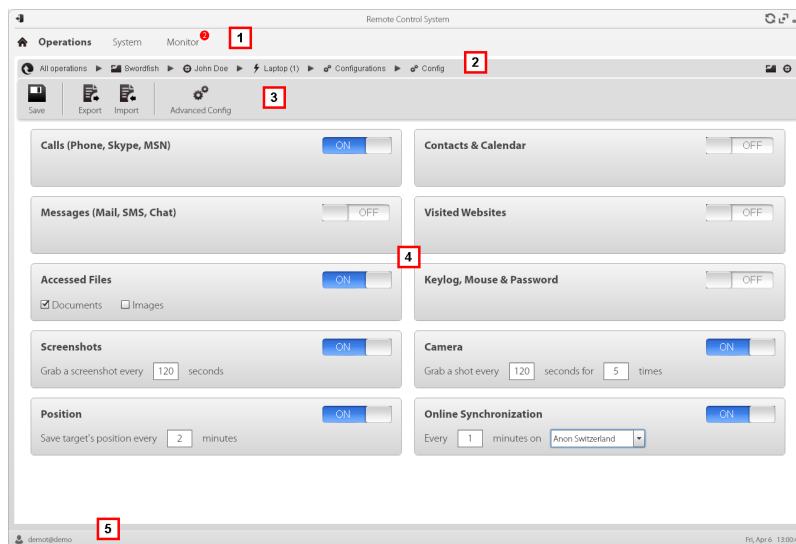 Remote Control System
Operations System Monitor 2 1
All operations Swordfish John Doe Laptop (1) Configurations Config 2
Save Export Import Advanced Config 3
Calls (Phone, Skype, MSN) ON
Contacts & Calendar OFF
Messages (Mail, SMS, Chat) OFF
Visited Websites OFF
4
Accessed Files ON
Documents Images
Keylog, Mouse & Password OFF
Screenshots ON
Grab a screenshot every 120 seconds
Camera ON
Grab a shot every 120 seconds for 5 times
Position ON
Save target's position every 2 minutes
Online Synchronization ON
Every 1 minutes on Anon Switzerland
5
demot@demo Fri, Apr 6 13:00